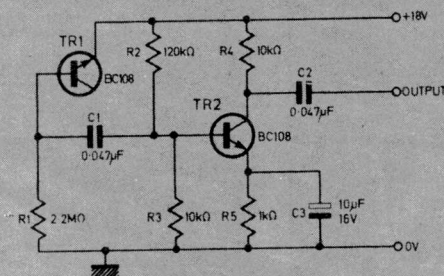 +18V
TR1
R2
120kΩ
R4
10kΩ
BC108
C2
TR2
OUTPUT
0·047µF
C1
BC108
0·047µF
R1
2 2MΩ
R3
10kΩ
R5
1kΩ
C3
10µF
16V
0V